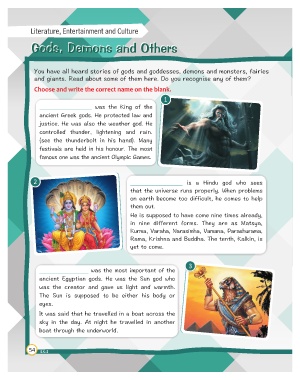 Literature, Entertainment and Culture
Gods, Demons and Others
You have all heard stories of gods and goddesses, demons and monsters, fairies
and giants. Read about some of them here. Do you recognise any of them?
Choose and write the correct name on the blank.
____________ was the King of the
ancient Greek gods. He protected law and
justice. He was also the weather god. He
controlled thunder, lightening and rain.
(see the thunderbolt in his hand). Many
festivals are held in his honour. The most
famous one was the ancient Olympic Games.
1
2
____________ is a Hindu god who sees
that the universe runs properly. When problems
on earth become too difficult, he comes to help
them out.
He is supposed to have come nine times already,
in nine different forms. They are as Matsya,
Kurma, Varaha, Narasimha, Vamana, Parasharama,
Rama, Krishna and Buddha. The tenth, Kalkin, is
yet to come.
____________ was the most important of the
ancient Egyptian gods. He was the Sun god who
was the creator and gave us light and warmth.
The Sun is supposed to be either his body or
eyes.
It was said that he travelled in a boat across the
sky in the day. At night he travelled in another
boat through the underworld.
3
54